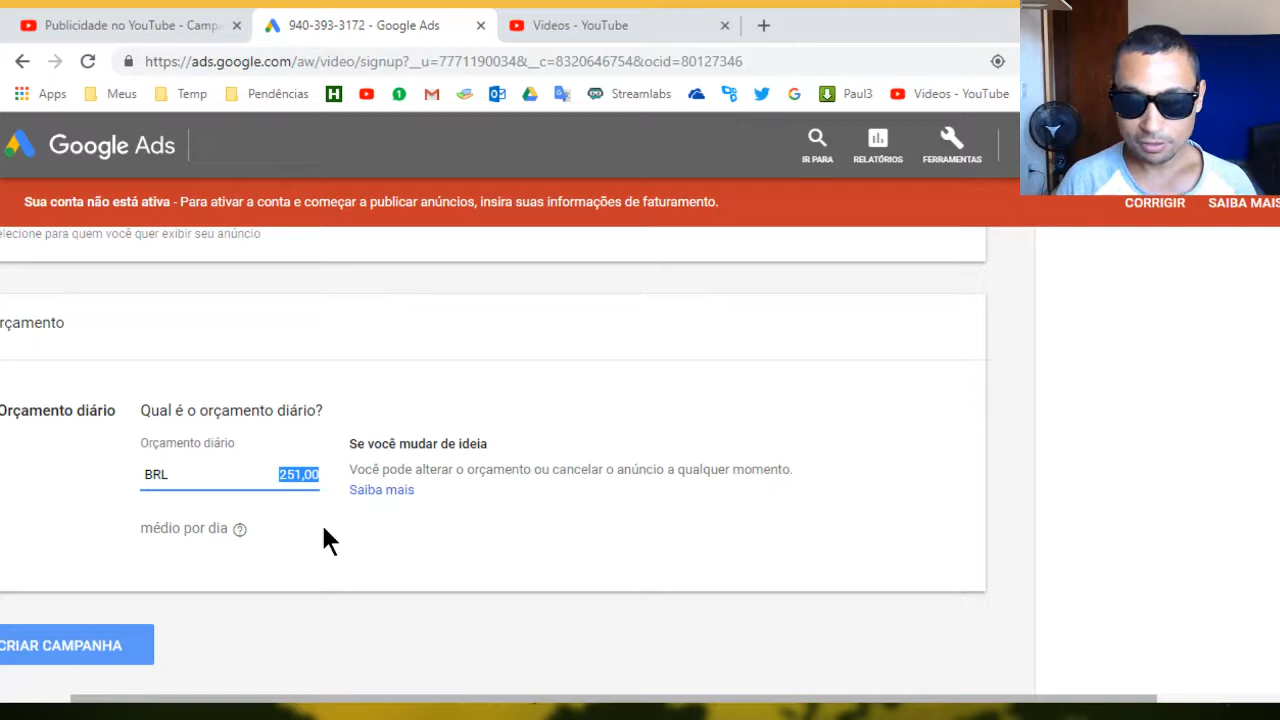 Publicidade no YouTube - Camp
940-393-3172 - Google Ads
Videos - YouTube
https://ads.google.com/aw/video/signup?__u=7771190034&__c=8320646754&ocid=80127346
Apps
Meus
Temp
Pendências
H
1
Streamlabs
Paul3
Videos - YouTube
Google Ads
IR PARA
RELATÓRIOS
FERRAMENTAS
Sua conta não está ativa - Para ativar a conta e começar a publicar anúncios, insira suas informações de faturamento.
CORRIGIR
SAIBA MAIS
elecione para quem você quer exibir seu anúncio
rçamento
Orçamento diário
Qual é o orçamento diário?
Orçamento diário
BRL 251,00
médio por dia
Se você mudar de ideia
Você pode alterar o orçamento ou cancelar o anúncio a qualquer momento.
Saiba mais
CRIAR CAMPANHA